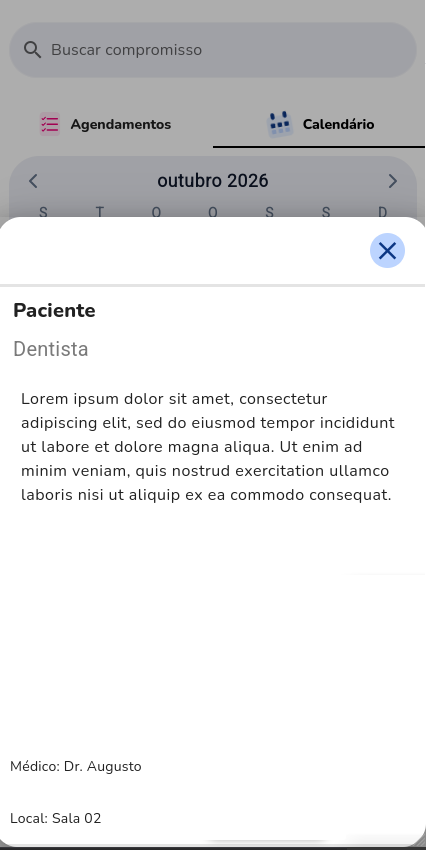 Buscar compromisso
Agendamentos
Calendário
outubro 2026
S T Q Q S S D
Paciente
Dentista
Lorem ipsum dolor sit amet, consectetur
adipiscing elit, sed do eiusmod tempor incididunt
ut labore et dolore magna aliqua. Ut enim ad
minim veniam, quis nostrud exercitation ullamco
laboris nisi ut aliquip ex ea commodo consequat.
Médico: Dr. Augusto
Local: Sala 02